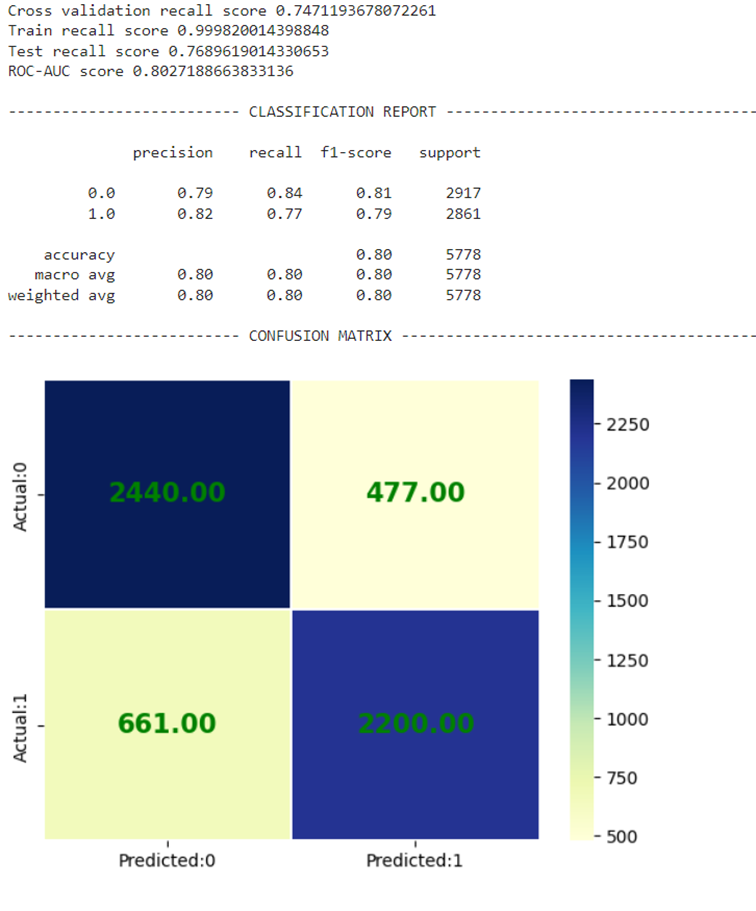 Cross validation recall score 0.7471193678072261
Train recall score 0.999820014398848
Test recall score 0.7689619014330653
ROC-AUC score 0.8027188663833136
-------------------------- CLASSIFICATION REPORT -----------------------------------
precision recall f1-score support
0.0 0.79 0.84 0.81 2917
1.0 0.82 0.77 0.79 2861
accuracy 0.80 5778
macro avg 0.80 0.80 0.80 5778
weighted avg 0.80 0.80 0.80 5778
-------------------------- CONFUSION MATRIX ----------------------------------------
Actual:0
2440.00 477.00
Actual:1
661.00 2200.00
Predicted:0 Predicted:1
2250
2000
1750
1500
1250
1000
750
500